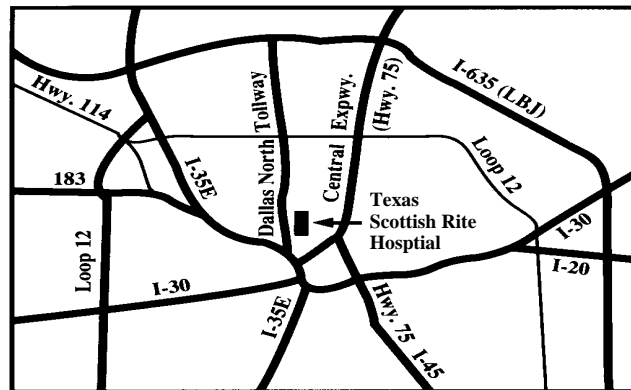 Hwy. 114
Dallas North Tollway
Central Expwy.
(Hwy. 75)
I-635 (LBJ)
183
I-35E
Loop 12
Texas
Scottish Rite
Hosptial
Loop 12
I-30
I-20
I-30
I-35E
Hwy. 75 I-45